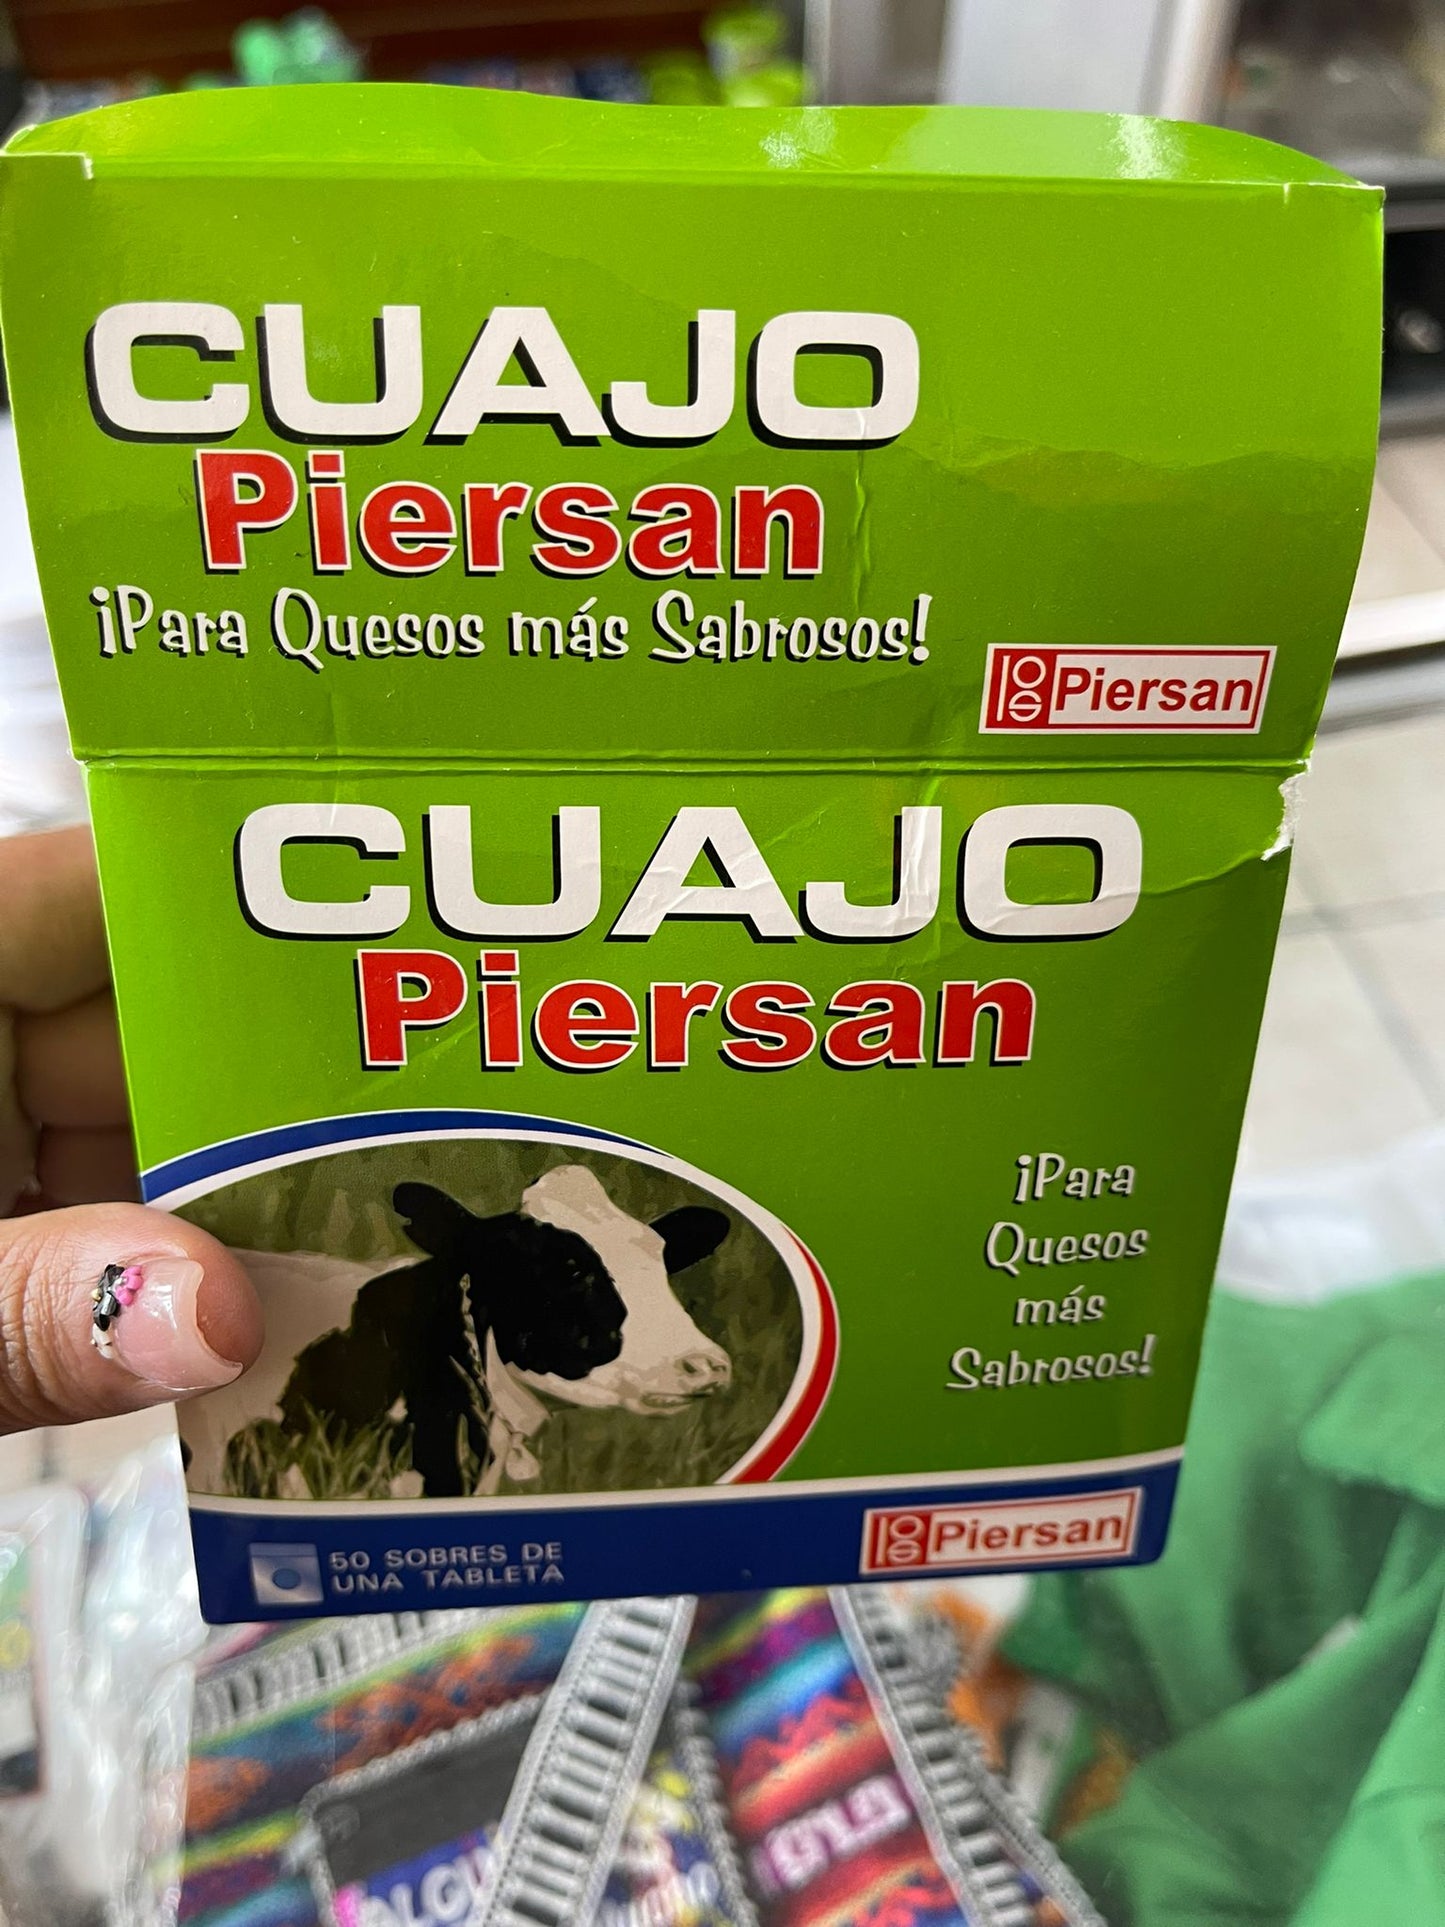 CUAJO
Piersan
¡Para Quesos más Sabrosos!
Piersan
CUAJO
Piersan
¡Para
Quesos
más
Sabrosos!
50 SOBRES DE
UNA TABLETA
Piersan